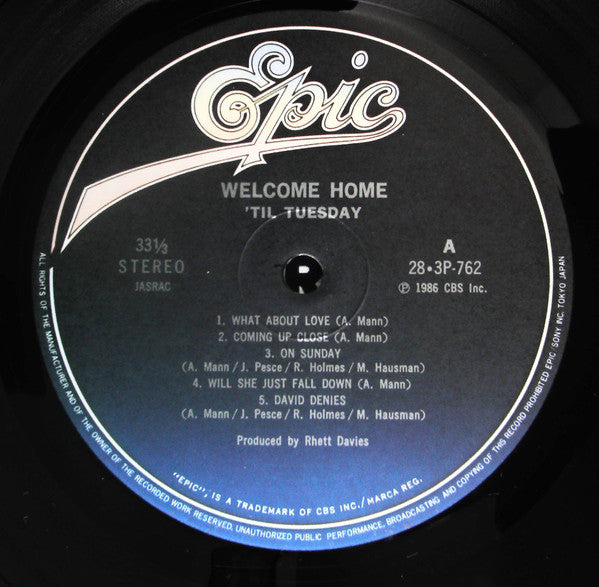 Epic
WELCOME HOME
'TIL TUESDAY
33⅓
STEREO
JASRAC
A
28•3P-762
Ⓟ 1986 CBS Inc.
1. WHAT ABOUT LOVE (A. Mann)
2. COMING UP CLOSE (A. Mann)
3. ON SUNDAY
(A. Mann/J. Pesce/R. Holmes/M. Hausman)
4. WILL SHE JUST FALL DOWN (A. Mann)
5. DAVID DENIES
(A. Mann/J. Pesce/R. Holmes/M. Hausman)
Produced by Rhett Davies
"EPIC", IS A TRADEMARK OF CBS INC./MARCA REG.
ALL RIGHTS OF THE MANUFACTURER AND OF THE OWNER OF THE RECORDED WORK RESERVED. UNAUTHORIZED PUBLIC PERFORMANCE, BROADCASTING AND COPYING OF THIS RECORD PROHIBITED EPIC/SONY INC. TOKYO JAPAN